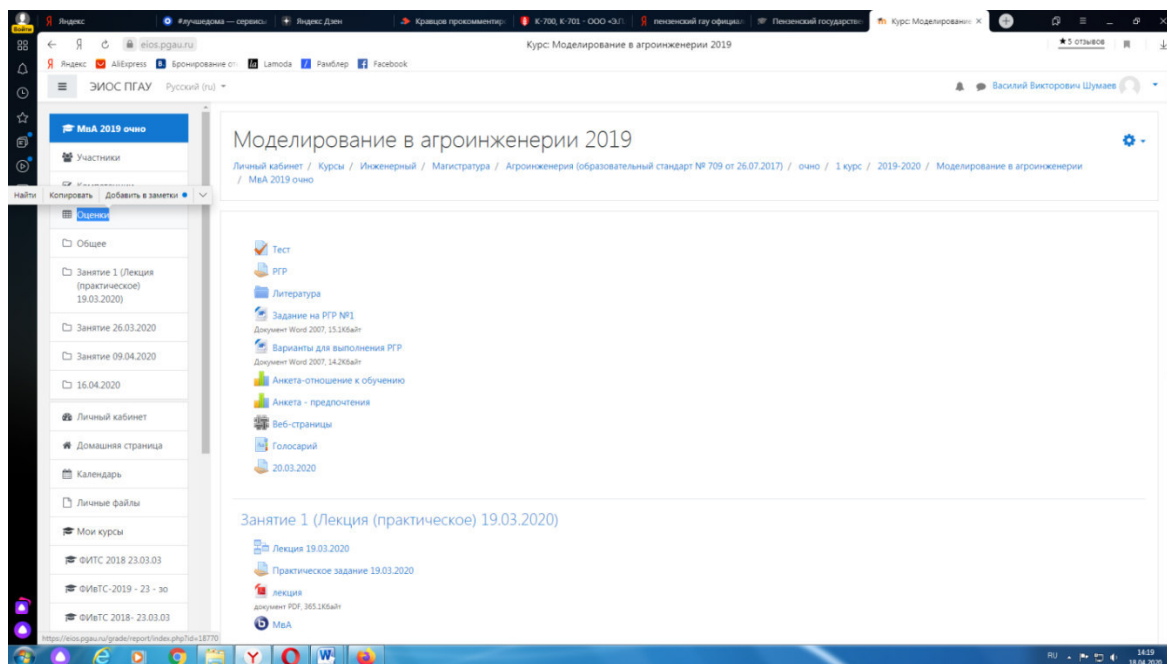 Войти
Яндекс
#лучшедома — сервисы
Яндекс Дзен
Кравцов прокомментир
К-700, К-701 - ООО «ЗЛ
пензенский гау официал
Пензенский государстве
Курс: Моделирование
eios.pgau.ru
Курс: Моделирование в агроинженерии 2019
★ 5 отзывов
Яндекс
AliExpress
Бронирование от
Lamoda
Рамблер
Facebook
ЭИОС ПГАУ Русский (ru)
Василий Викторович Шумаев
МвА 2019 очно
Участники
Найти Копировать Добавить в заметки
Оценки
Общее
Занятие 1 (Лекция
(практическое)
19.03.2020)
Занятие 26.03.2020
Занятие 09.04.2020
16.04.2020
Личный кабинет
Домашняя страница
Календарь
Личные файлы
Мои курсы
ФИТС 2018 23.03.03
ФИвТС-2019 - 23 - зо
ФИвТС 2018- 23.03.03
https://eios.pgau.ru/grade/report/index.php?id=18770
Моделирование в агроинженерии 2019
Личный кабинет / Курсы / Инженерный / Магистратура / Агроинженерия (образовательный стандарт № 709 от 26.07.2017) / очно / 1 курс / 2019-2020 / Моделирование в агроинженерии
/ МвА 2019 очно
Тест
РГР
Литература
Задание на РГР №1
Документ Word 2007, 15.1Кбайт
Варианты для выполнения РГР
Документ Word 2007, 14.2Кбайт
Анкета-отношение к обучению
Анкета - предпочтения
Веб-страницы
Голосарий
20.03.2020
Занятие 1 (Лекция (практическое) 19.03.2020)
Лекция 19.03.2020
Практическое задание 19.03.2020
лекция
документ PDF, 365.1Кбайт
МвА
RU
14:19
18.04.2020